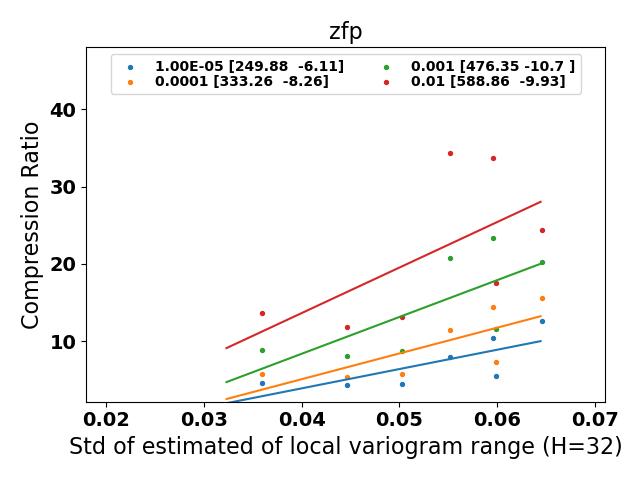 zfp
1.00E-05 [249.88  -6.11]
0.0001 [333.26  -8.26]
0.001 [476.35 -10.7 ]
0.01 [588.86  -9.93]
Compression Ratio
40
30
20
10
0.02 0.03 0.04 0.05 0.06 0.07
Std of estimated of local variogram range (H=32)